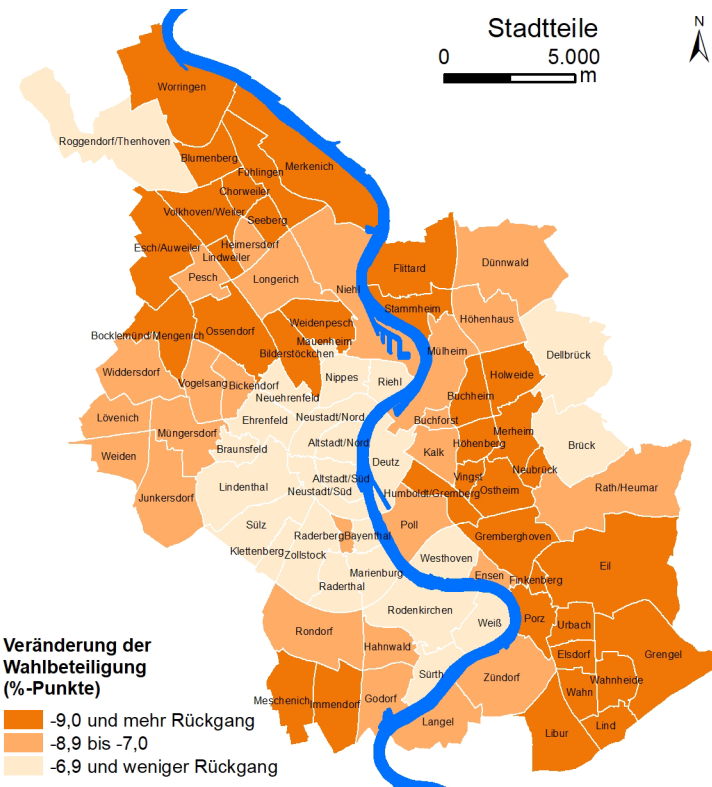 Stadtteile
N
0 5.000
m
Worringen
Roggendorf/Thenhoven
Blumenberg
Fühlingen
Merkenich
Chorweiler
Volkhoven/Weiler
Seeberg
Esch/Auweiler
Heimersdorf
Lindweiler
Pesch
Longerich
Niehl
Flittard
Dünnwald
Stammheim
Höhenhaus
Bocklemünd/Mengenich
Ossendorf
Weidenpesch
Mauenheim
Bilderstöckchen
Mülheim
Dellbrück
Widdersdorf
Vogelsang
Bickendorf
Nippes
Riehl
Holweide
Neuehrenfeld
Buchheim
Lövenich
Ehrenfeld
Neustadt/Nord
Buchforst
Müngersdorf
Merheim
Weiden
Braunsfeld
Altstadt/Nord
Höhenberg
Brück
Kalk
Deutz
Neubrück
Junkersdorf
Lindenthal
Altstadt/Süd
Vingst
Neustadt/Süd
Humboldt/Gremberg
Ostheim
Rath/Heumar
Sülz
Poll
Raderberg
Bayenthal
Gremberghoven
Klettenberg
Zollstock
Westhoven
Eil
Marienburg
Ensen
Finkenberg
Raderthal
Rodenkirchen
Weiß
Porz
Urbach
Rondorf
Hahnwald
Elsdorf
Grengel
Sürth
Zündorf
Wahnheide
Wahn
Meschenich
Immendorf
Godorf
Langel
Lind
Libur
Veränderung der
Wahlbeteiligung
(%-Punkte)
-9,0 und mehr Rückgang
-8,9 bis -7,0
-6,9 und weniger Rückgang